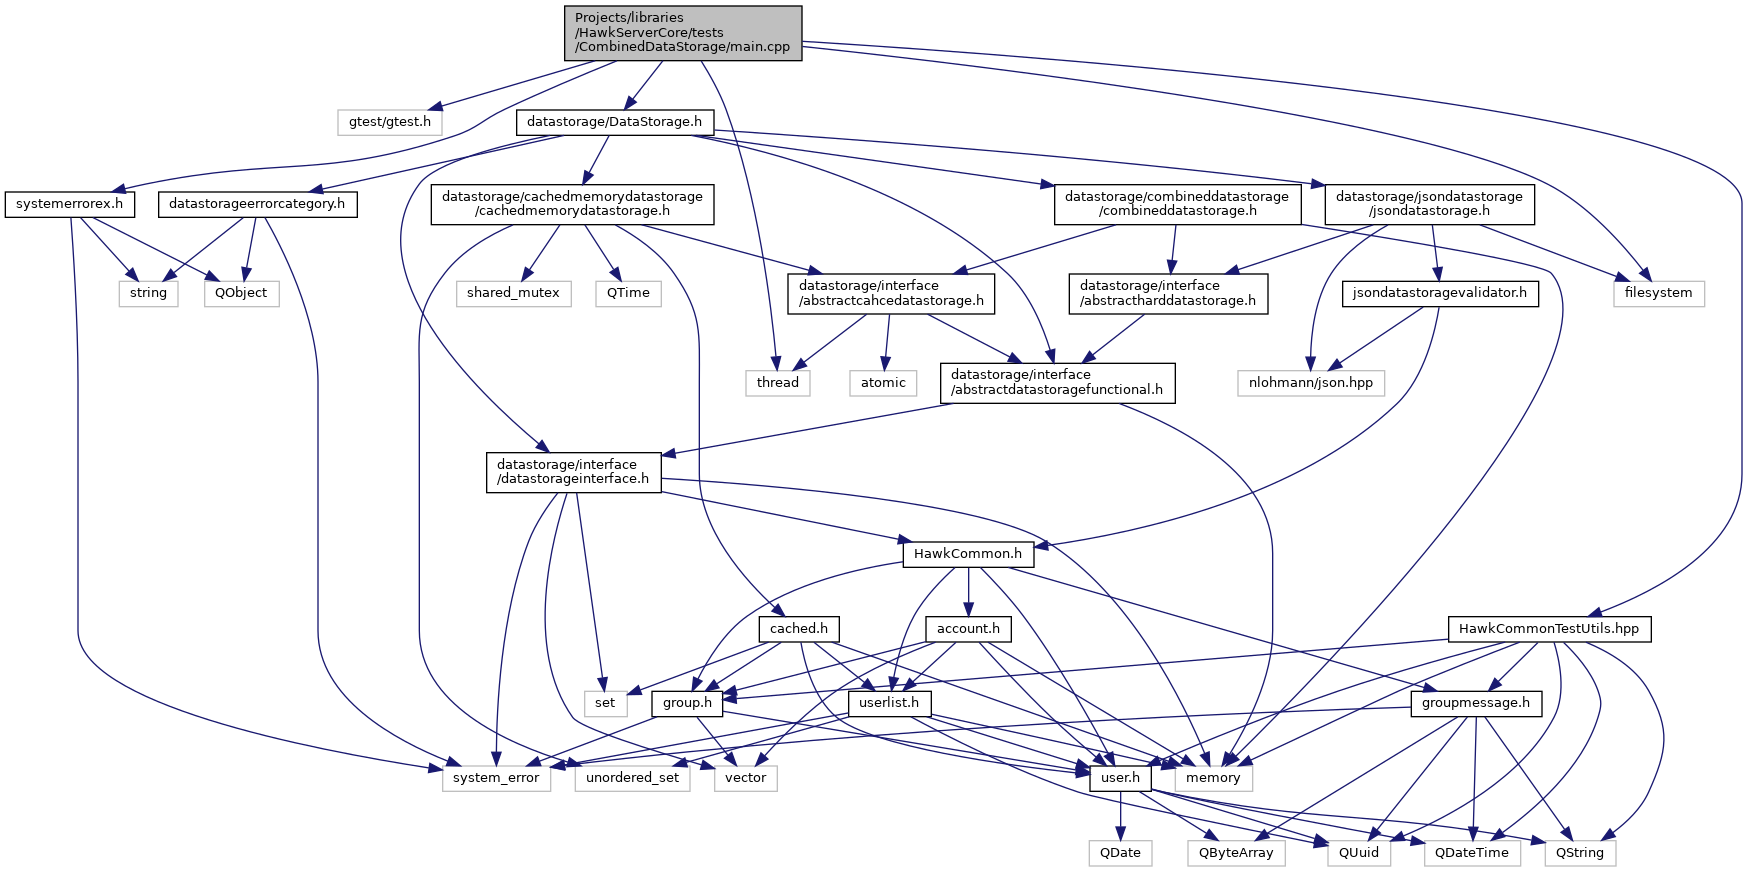 Projects/libraries
/HawkServerCore/tests
/CombinedDataStorage/main.cpp
gtest/gtest.h
datastorage/DataStorage.h
systemerrorex.h
datastorageerrorcategory.h
datastorage/cachedmemorydatastorage
/cachedmemorydatastorage.h
datastorage/combineddatastorage
/combineddatastorage.h
datastorage/jsondatastorage
/jsondatastorage.h
string
QObject
shared_mutex
QTime
datastorage/interface
/abstractcahcedatastorage.h
datastorage/interface
/abstractharddatastorage.h
jsondatastoragevalidator.h
filesystem
thread
atomic
datastorage/interface
/abstractdatastoragefunctional.h
nlohmann/json.hpp
datastorage/interface
/datastorageinterface.h
HawkCommon.h
cached.h
account.h
HawkCommonTestUtils.hpp
set
group.h
userlist.h
groupmessage.h
system_error
unordered_set
vector
user.h
memory
QDate
QByteArray
QUuid
QDateTime
QString